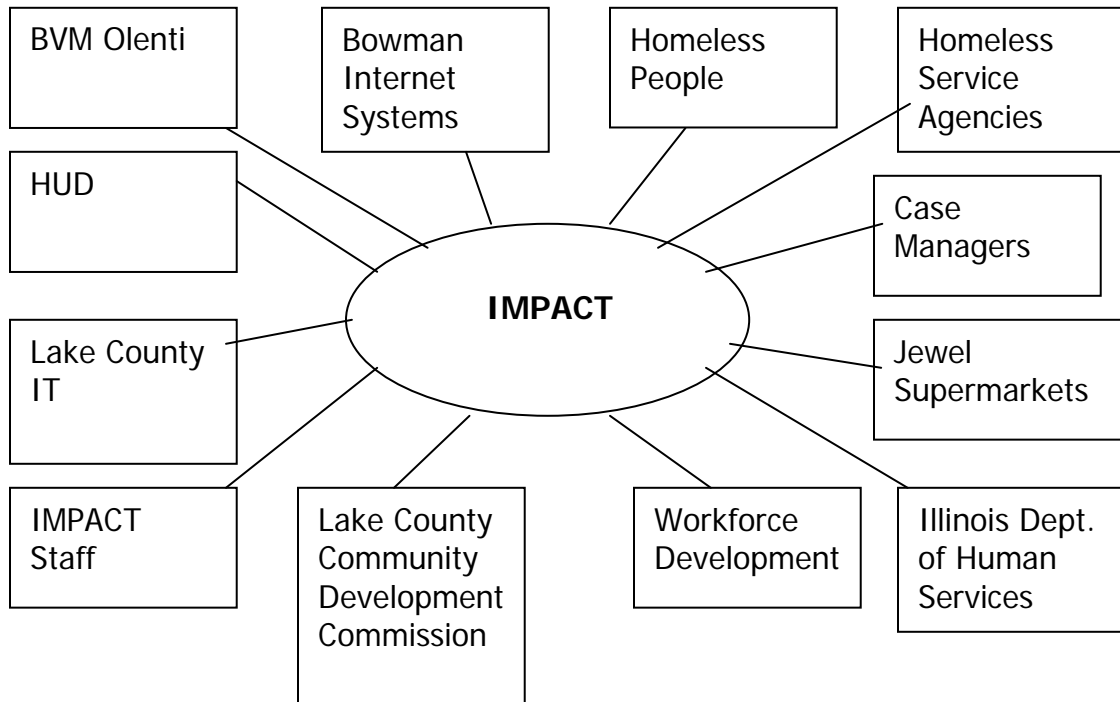 BVM Olenti
Bowman
Internet
Systems
Homeless
People
Homeless
Service
Agencies
HUD
Case
Managers
IMPACT
Lake County
IT
Jewel
Supermarkets
IMPACT
Staff
Lake County
Community
Development
Commission
Workforce
Development
Illinois Dept.
of Human
Services